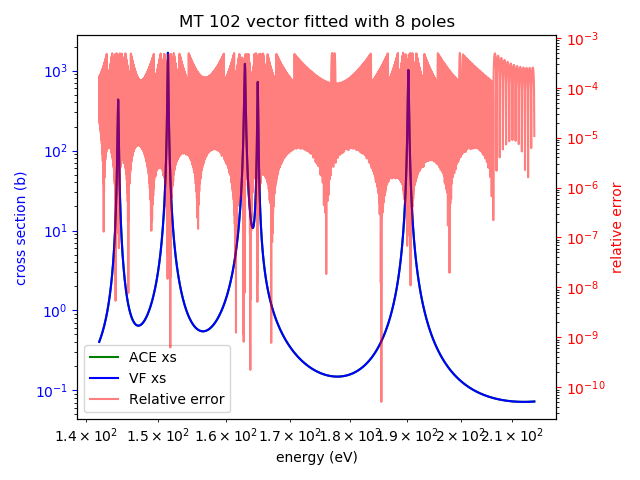 MT 102 vector fitted with 8 poles
cross section (b)
10³
10²
10¹
10⁰
10⁻¹
10⁻³
10⁻⁴
10⁻⁵
10⁻⁶
10⁻⁷
10⁻⁸
10⁻⁹
10⁻¹⁰
relative error
ACE xs
VF xs
Relative error
1.4 × 10² 1.5 × 10² 1.6 × 10² 1.7 × 10² 1.8 × 10² 1.9 × 10² 2 × 10² 2.1 × 10²
energy (eV)